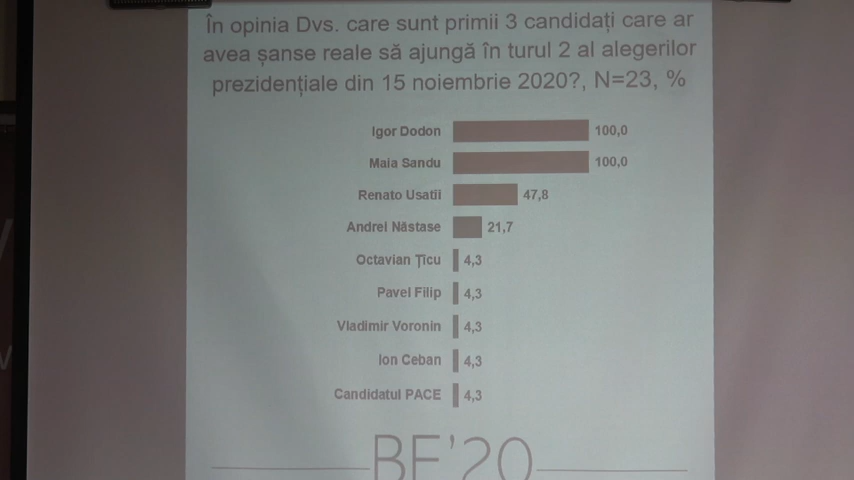 În opinia Dvs. care sunt primii 3 candidați care ar
avea șanse reale să ajungă în turul 2 al alegerilor
prezidențiale din 15 noiembrie 2020?, N=23, %
Igor Dodon 100,0
Maia Sandu 100,0
Renato Usatîi 47,8
Andrei Năstase 21,7
Octavian Țîcu 4,3
Pavel Filip 4,3
Vladimir Voronin 4,3
Ion Ceban 4,3
Candidatul PACE 4,3
BE'20